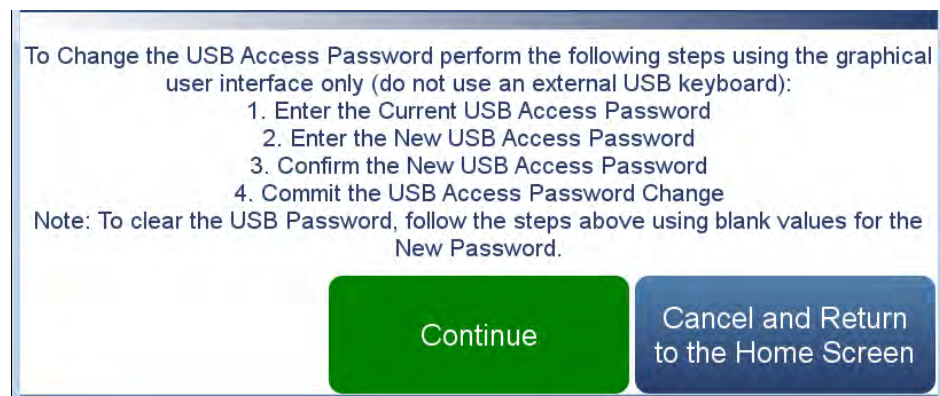 To Change the USB Access Password perform the following steps using the graphical
user interface only (do not use an external USB keyboard):
1. Enter the Current USB Access Password
2. Enter the New USB Access Password
3. Confirm the New USB Access Password
4. Commit the USB Access Password Change
Note: To clear the USB Password, follow the steps above using blank values for the
New Password.
Continue
Cancel and Return
to the Home Screen